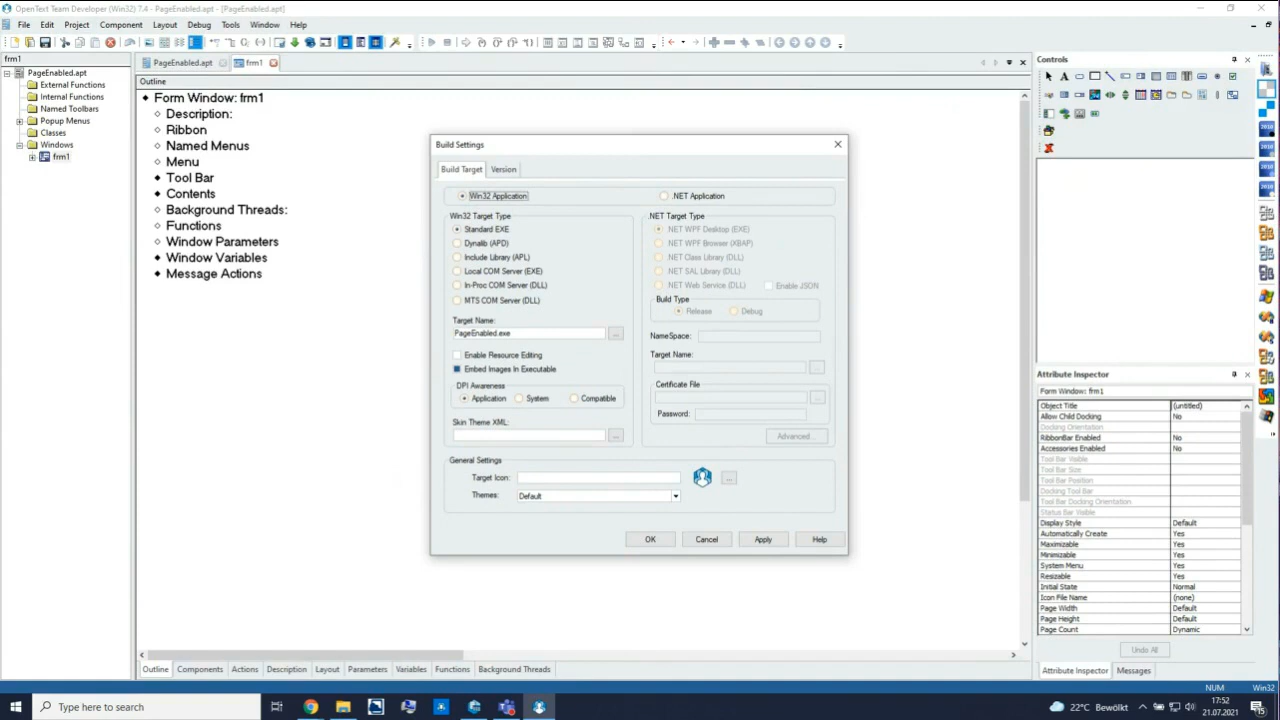 OpenText Team Developer (Win32) 7.4 - PageEnabled.apt - [PageEnabled.apt]
File Edit Project Component Layout Debug Tools Window Help
frm1
PageEnabled.apt
External Functions
Internal Functions
Named Toolbars
Popup Menus
Classes
Windows
frm1
PageEnabled.apt frm1
Outline
Form Window: frm1
Description:
Ribbon
Named Menus
Menu
Tool Bar
Contents
Background Threads:
Functions
Window Parameters
Window Variables
Message Actions
Build Settings
Build Target Version
Win32 Application
.NET Application
Win32 Target Type
Standard EXE
Dynalib (APD)
Include Library (APL)
Local COM Server (EXE)
In-Proc COM Server (DLL)
MTS COM Server (DLL)
Target Name:
PageEnabled.exe
...
Enable Resource Editing
Embed Images In Executable
DPI Awareness
Application System Compatible
Skin Theme XML:
...
.NET Target Type
.NET WPF Desktop (EXE)
.NET WPF Browser (XBAP)
.NET Class Library (DLL)
.NET SAL Library (DLL)
.NET Web Service (DLL) Enable JSON
Build Type
Release Debug
NameSpace:
Target Name:
...
Certificate File
...
Password:
Advanced...
General Settings
Target Icon:
...
Themes: Default
OK Cancel Apply Help
Outline Components Actions Description Layout Parameters Variables Functions Background Threads
Controls
Attribute Inspector
Form Window: frm1
Object Title (untitled)
Allow Child Docking No
Docking Orientation
RibbonBar Enabled No
Accessories Enabled No
Tool Bar Visible
Tool Bar Size
Tool Bar Position
Docking Tool Bar
Tool Bar Docking Orientation
Status Bar Visible
Display Style Default
Automatically Create Yes
Maximizable Yes
Minimizable Yes
System Menu Yes
Resizable Yes
Initial State Normal
Icon File Name (none)
Page Width Default
Page Height Default
Page Count Dynamic
Undo All
Attribute Inspector Messages
NUM Win32
Type here to search
22°C Bewölkt
17:52
21.07.2021